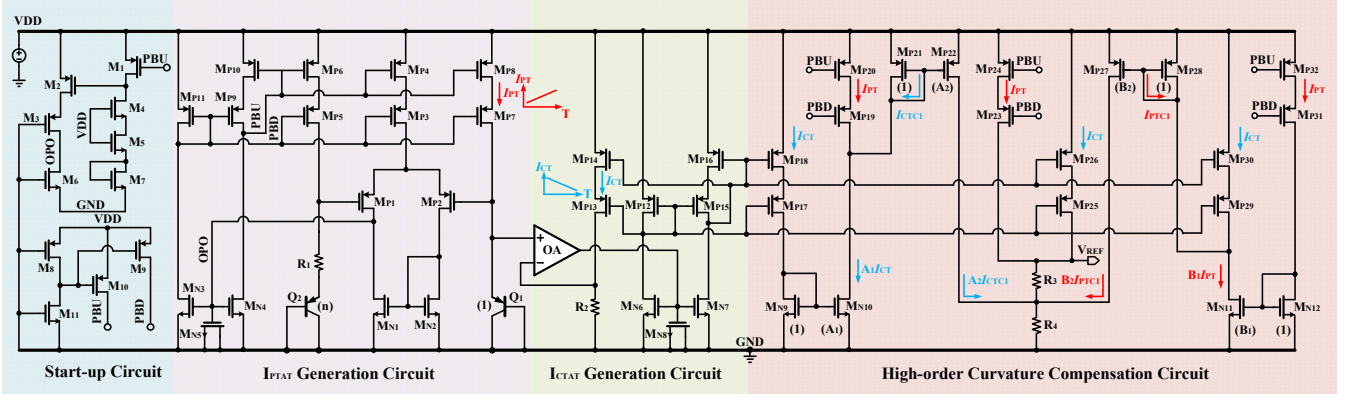 VDD
M1
PBU
M2
M4
M3
VDD
OPO
M5
M6
M7
GND
VDD
M8
M9
M10
PBU
PBD
M11
Start-up Circuit
MP10
MP6
MP4
MP8
IPT
IPT
T
MP11
MP9
PBU
PBD
MP5
MP3
MP7
MP1
MP2
OPO
R1
MN3
MN4
Q2
(n)
(1)
Q1
MN5
MN1
MN2
IPTAT Generation Circuit
MP14
MP16
ICT
T
ICT
MP13
MP12
MP15
+
OA
−
R2
MN6
MN7
MN8
GND
ICTAT Generation Circuit
MP21
MP22
PBU
MP20
(1)
(A2)
IPT
PBD
MP19
ICTC1
ICT
MP18
MP17
A1ICT
MN9
MN10
(1)
(A1)
MP24
PBU
IPT
MP23
PBD
MP27
MP28
(B2)
(1)
IPTC1
ICT
MP26
MP25
VREF
A2ICTC1
R3
B2IPTC1
R4
PBU
MP32
IPT
PBD
MP31
ICT
MP30
MP29
B1IPT
MN11
MN12
(B1)
(1)
High-order Curvature Compensation Circuit